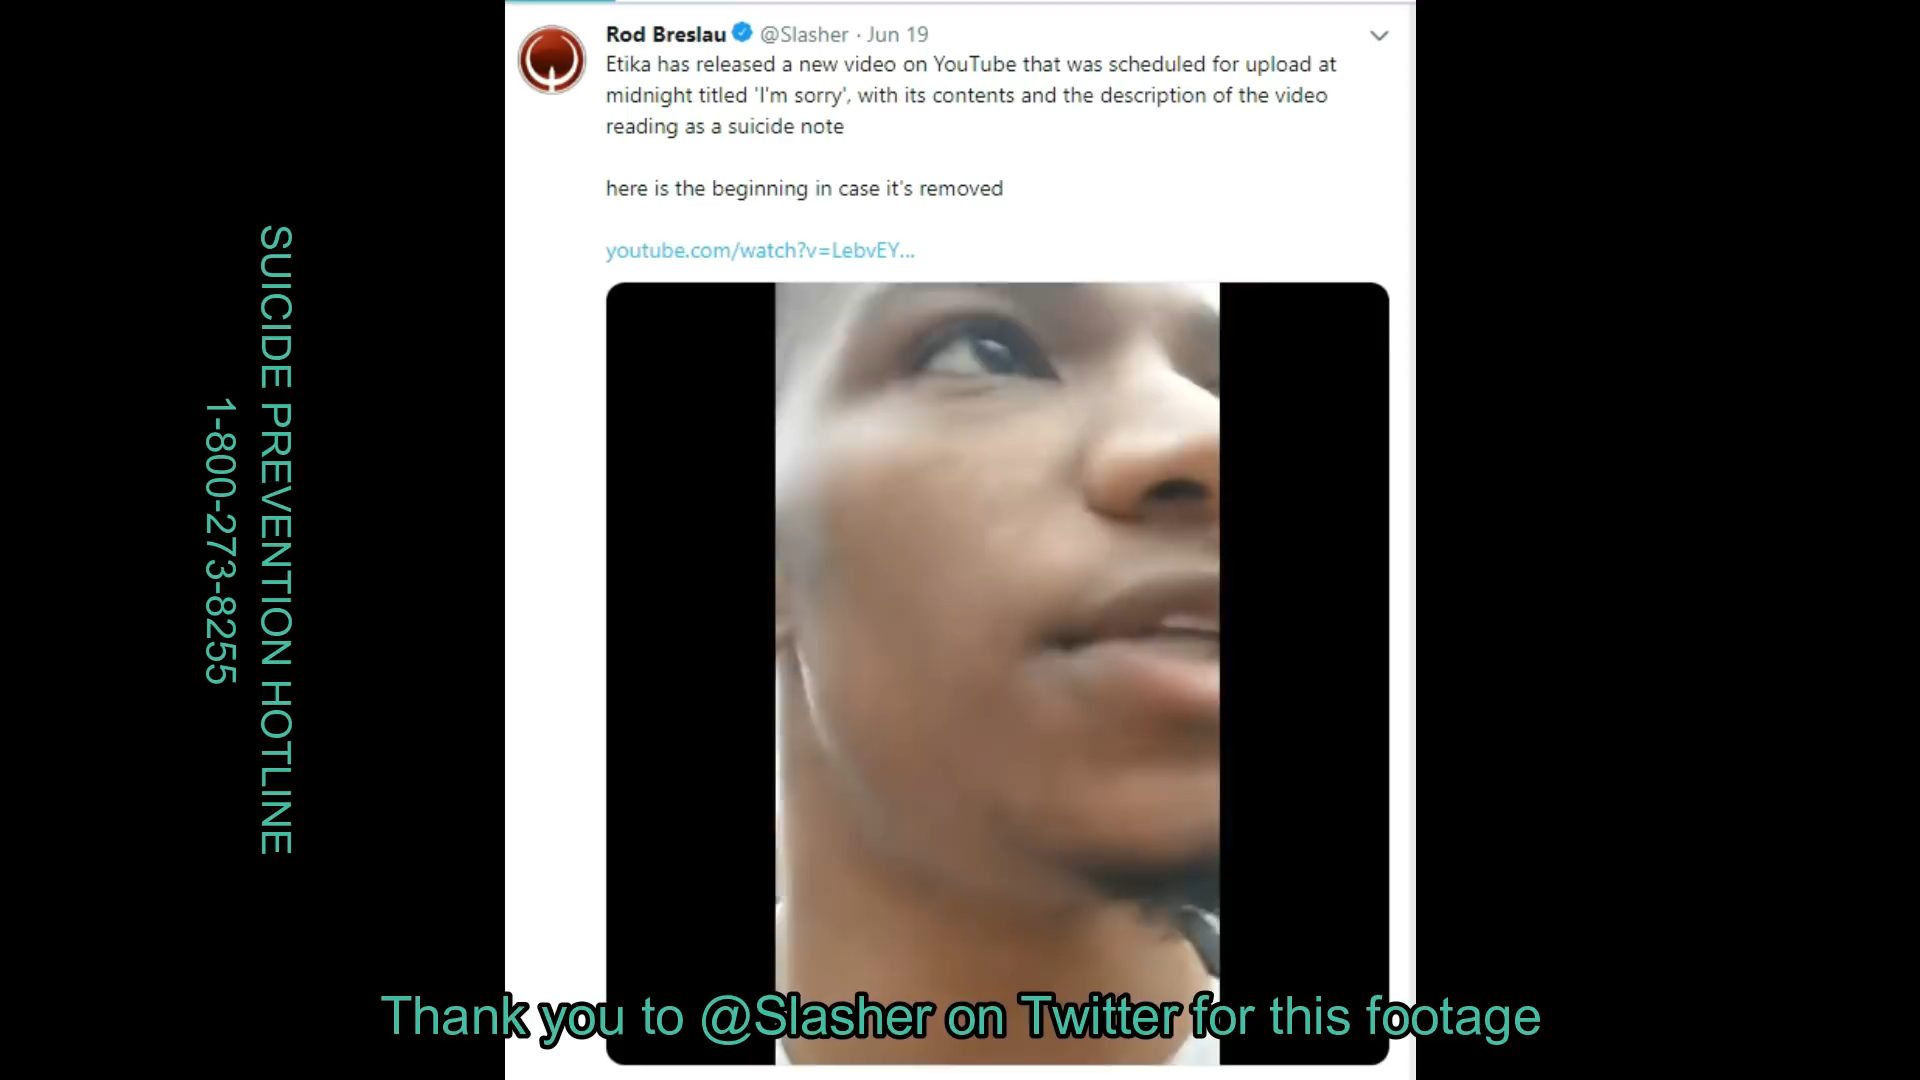 Rod Breslau @Slasher · Jun 19
Etika has released a new video on YouTube that was scheduled for upload at
midnight titled 'I'm sorry', with its contents and the description of the video
reading as a suicide note
here is the beginning in case it's removed
youtube.com/watch?v=LebvEY...
SUICIDE PREVENTION HOTLINE
1-800-273-8255
Thank you to @Slasher on Twitter for this footage